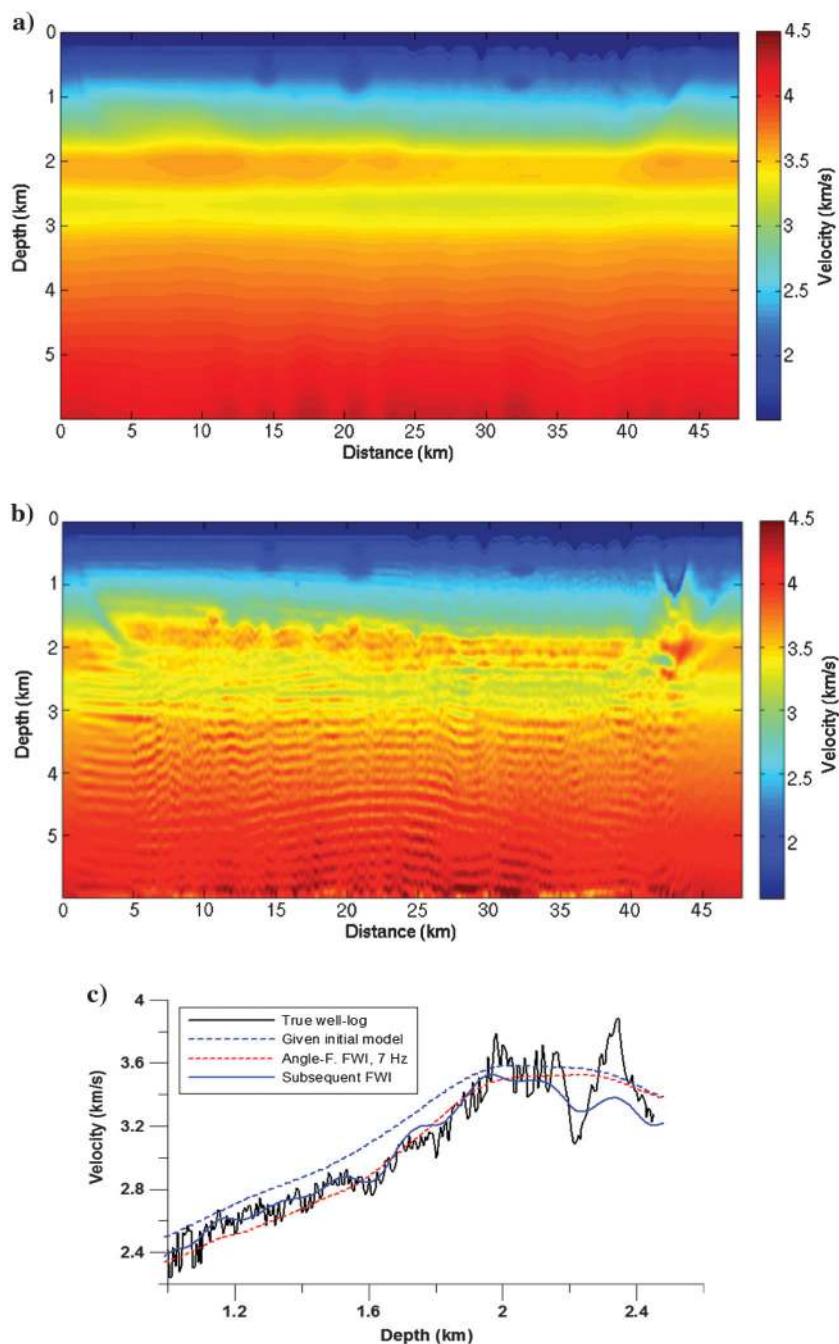 a)
0
1
2
3
4
5
Depth (km)
0 5 10 15 20 25 30 35 40 45
Distance (km)
4.5
4
3.5
3
2.5
2
Velocity (km/s)
b)
0
1
2
3
4
5
Depth (km)
0 5 10 15 20 25 30 35 40 45
Distance (km)
4.5
4
3.5
3
2.5
2
Velocity (km/s)
c)
4
3.6
3.2
2.8
2.4
Velocity (km/s)
True well-log
Given initial model
Angle-F. FWI, 7 Hz
Subsequent FWI
1.2 1.6 2 2.4
Depth (km)